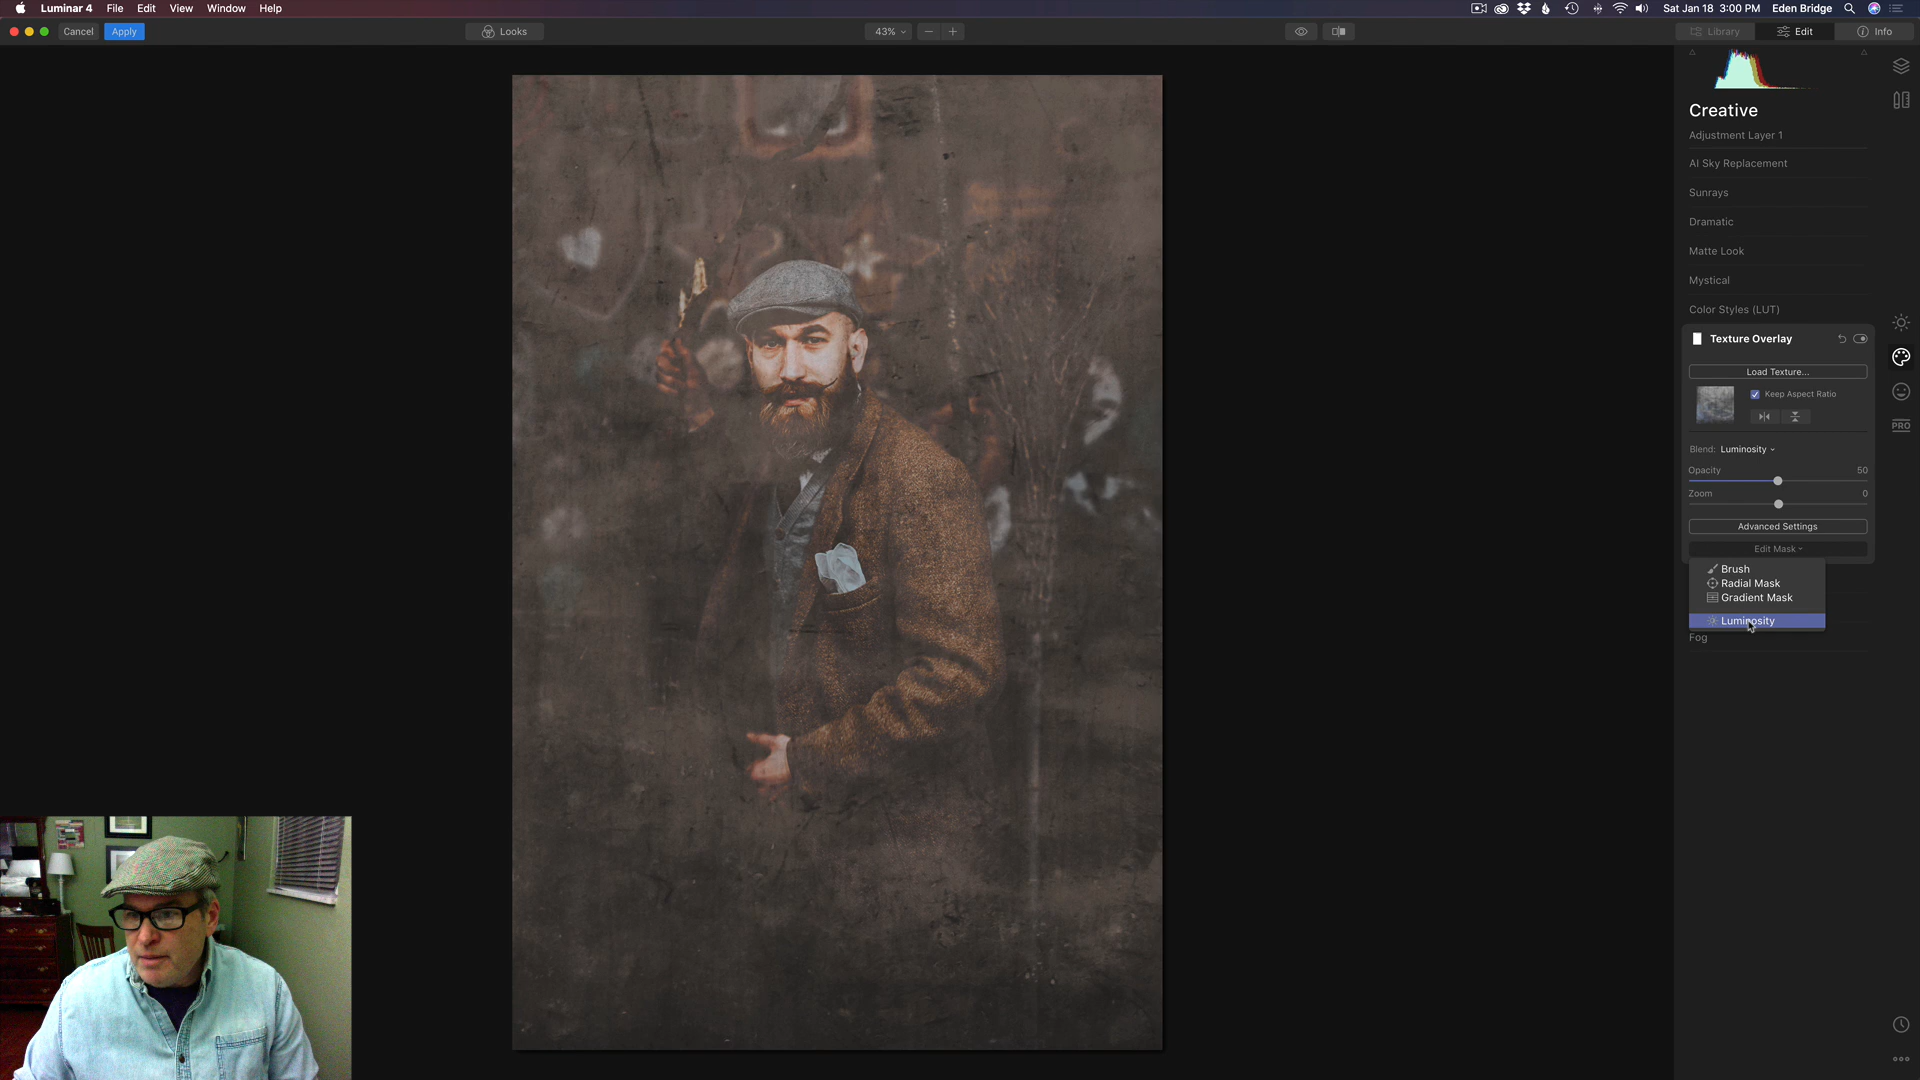 Luminar 4 File Edit View Window Help Sat Jan 18 3:00 PM Eden Bridge
Cancel Apply Looks 43% Library Edit Info
Creative
Adjustment Layer 1
AI Sky Replacement
Sunrays
Dramatic
Matte Look
Mystical
Color Styles (LUT)
Texture Overlay
Load Texture...
Keep Aspect Ratio
PRO
Blend: Luminosity
Opacity 50
Zoom 0
Advanced Settings
Edit Mask
Brush
Radial Mask
Gradient Mask
Luminosity
Fog